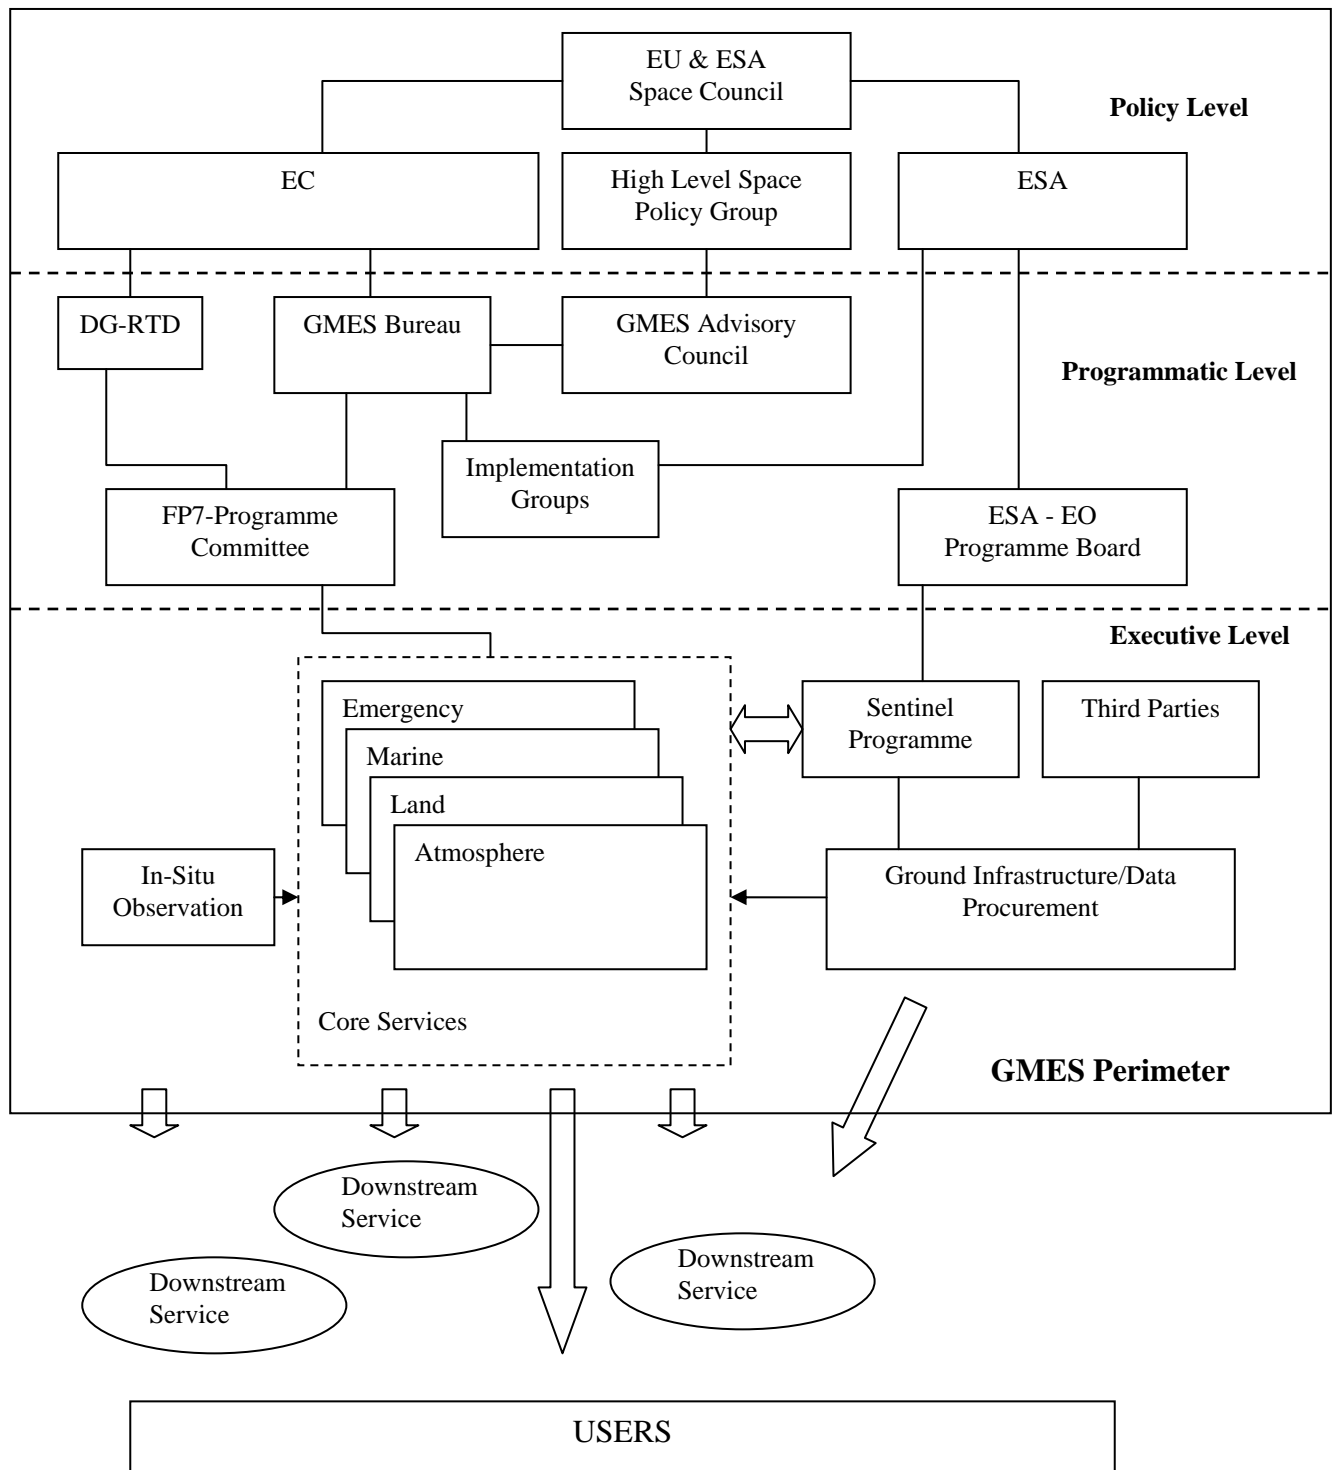 EU & ESA
Space Council
Policy Level
EC
High Level Space
Policy Group
ESA
DG-RTD
GMES Bureau
GMES Advisory
Council
Programmatic Level
Implementation
Groups
FP7-Programme
Committee
ESA - EO
Programme Board
Executive Level
Emergency
Marine
Land
Atmosphere
Core Services
Sentinel
Programme
Third Parties
In-Situ
Observation
Ground Infrastructure/Data
Procurement
GMES Perimeter
Downstream
Service
Downstream
Service
Downstream
Service
USERS